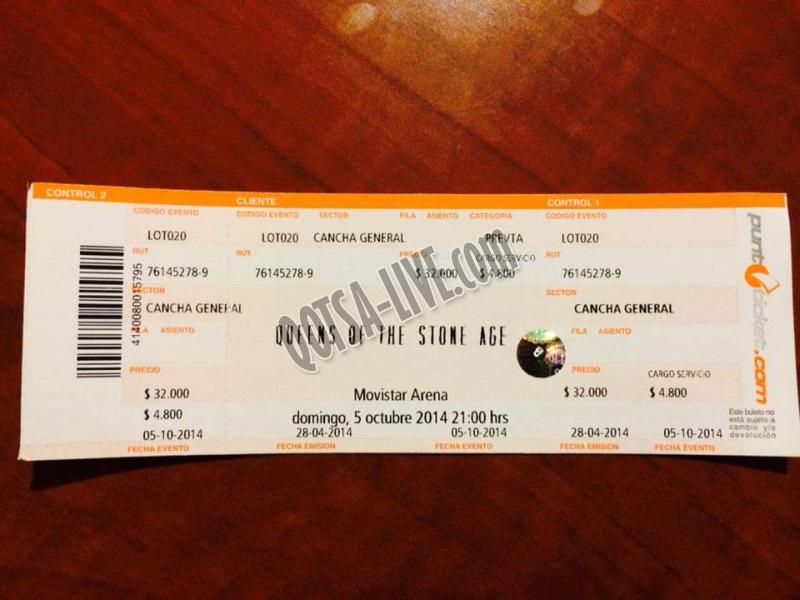 CONTROL 2 CLIENTE CONTROL 1
CODIGO EVENTO CODIGO EVENTO SECTOR FILA ASIENTO CATEGORIA CODIGO EVENTO
LOT020 LOT020 CANCHA GENERAL PREVTA LOT020
RUT RUT PRECIO CARGO SERVICIO RUT
76145278-9 76145278-9 $ 32.000 $ 4.800 76145278-9
SECTOR SECTOR
CANCHA GENERAL CANCHA GENERAL
FILA ASIENTO FILA ASIENTO
QUEENS OF THE STONE AGE
PRECIO PRECIO CARGO SERVICIO
$ 32.000 Movistar Arena $ 32.000 $ 4.800
$ 4.800 domingo, 5 octubre 2014 21:00 hrs
05-10-2014 28-04-2014 05-10-2014 28-04-2014 05-10-2014
FECHA EVENTO FECHA EMISION FECHA EVENTO FECHA EMISION FECHA EVENTO
4140080015795
puntoticket.com
Este boleto no
está sujeto a
cambio y/o
devolución
QOTSA-LIVE.com